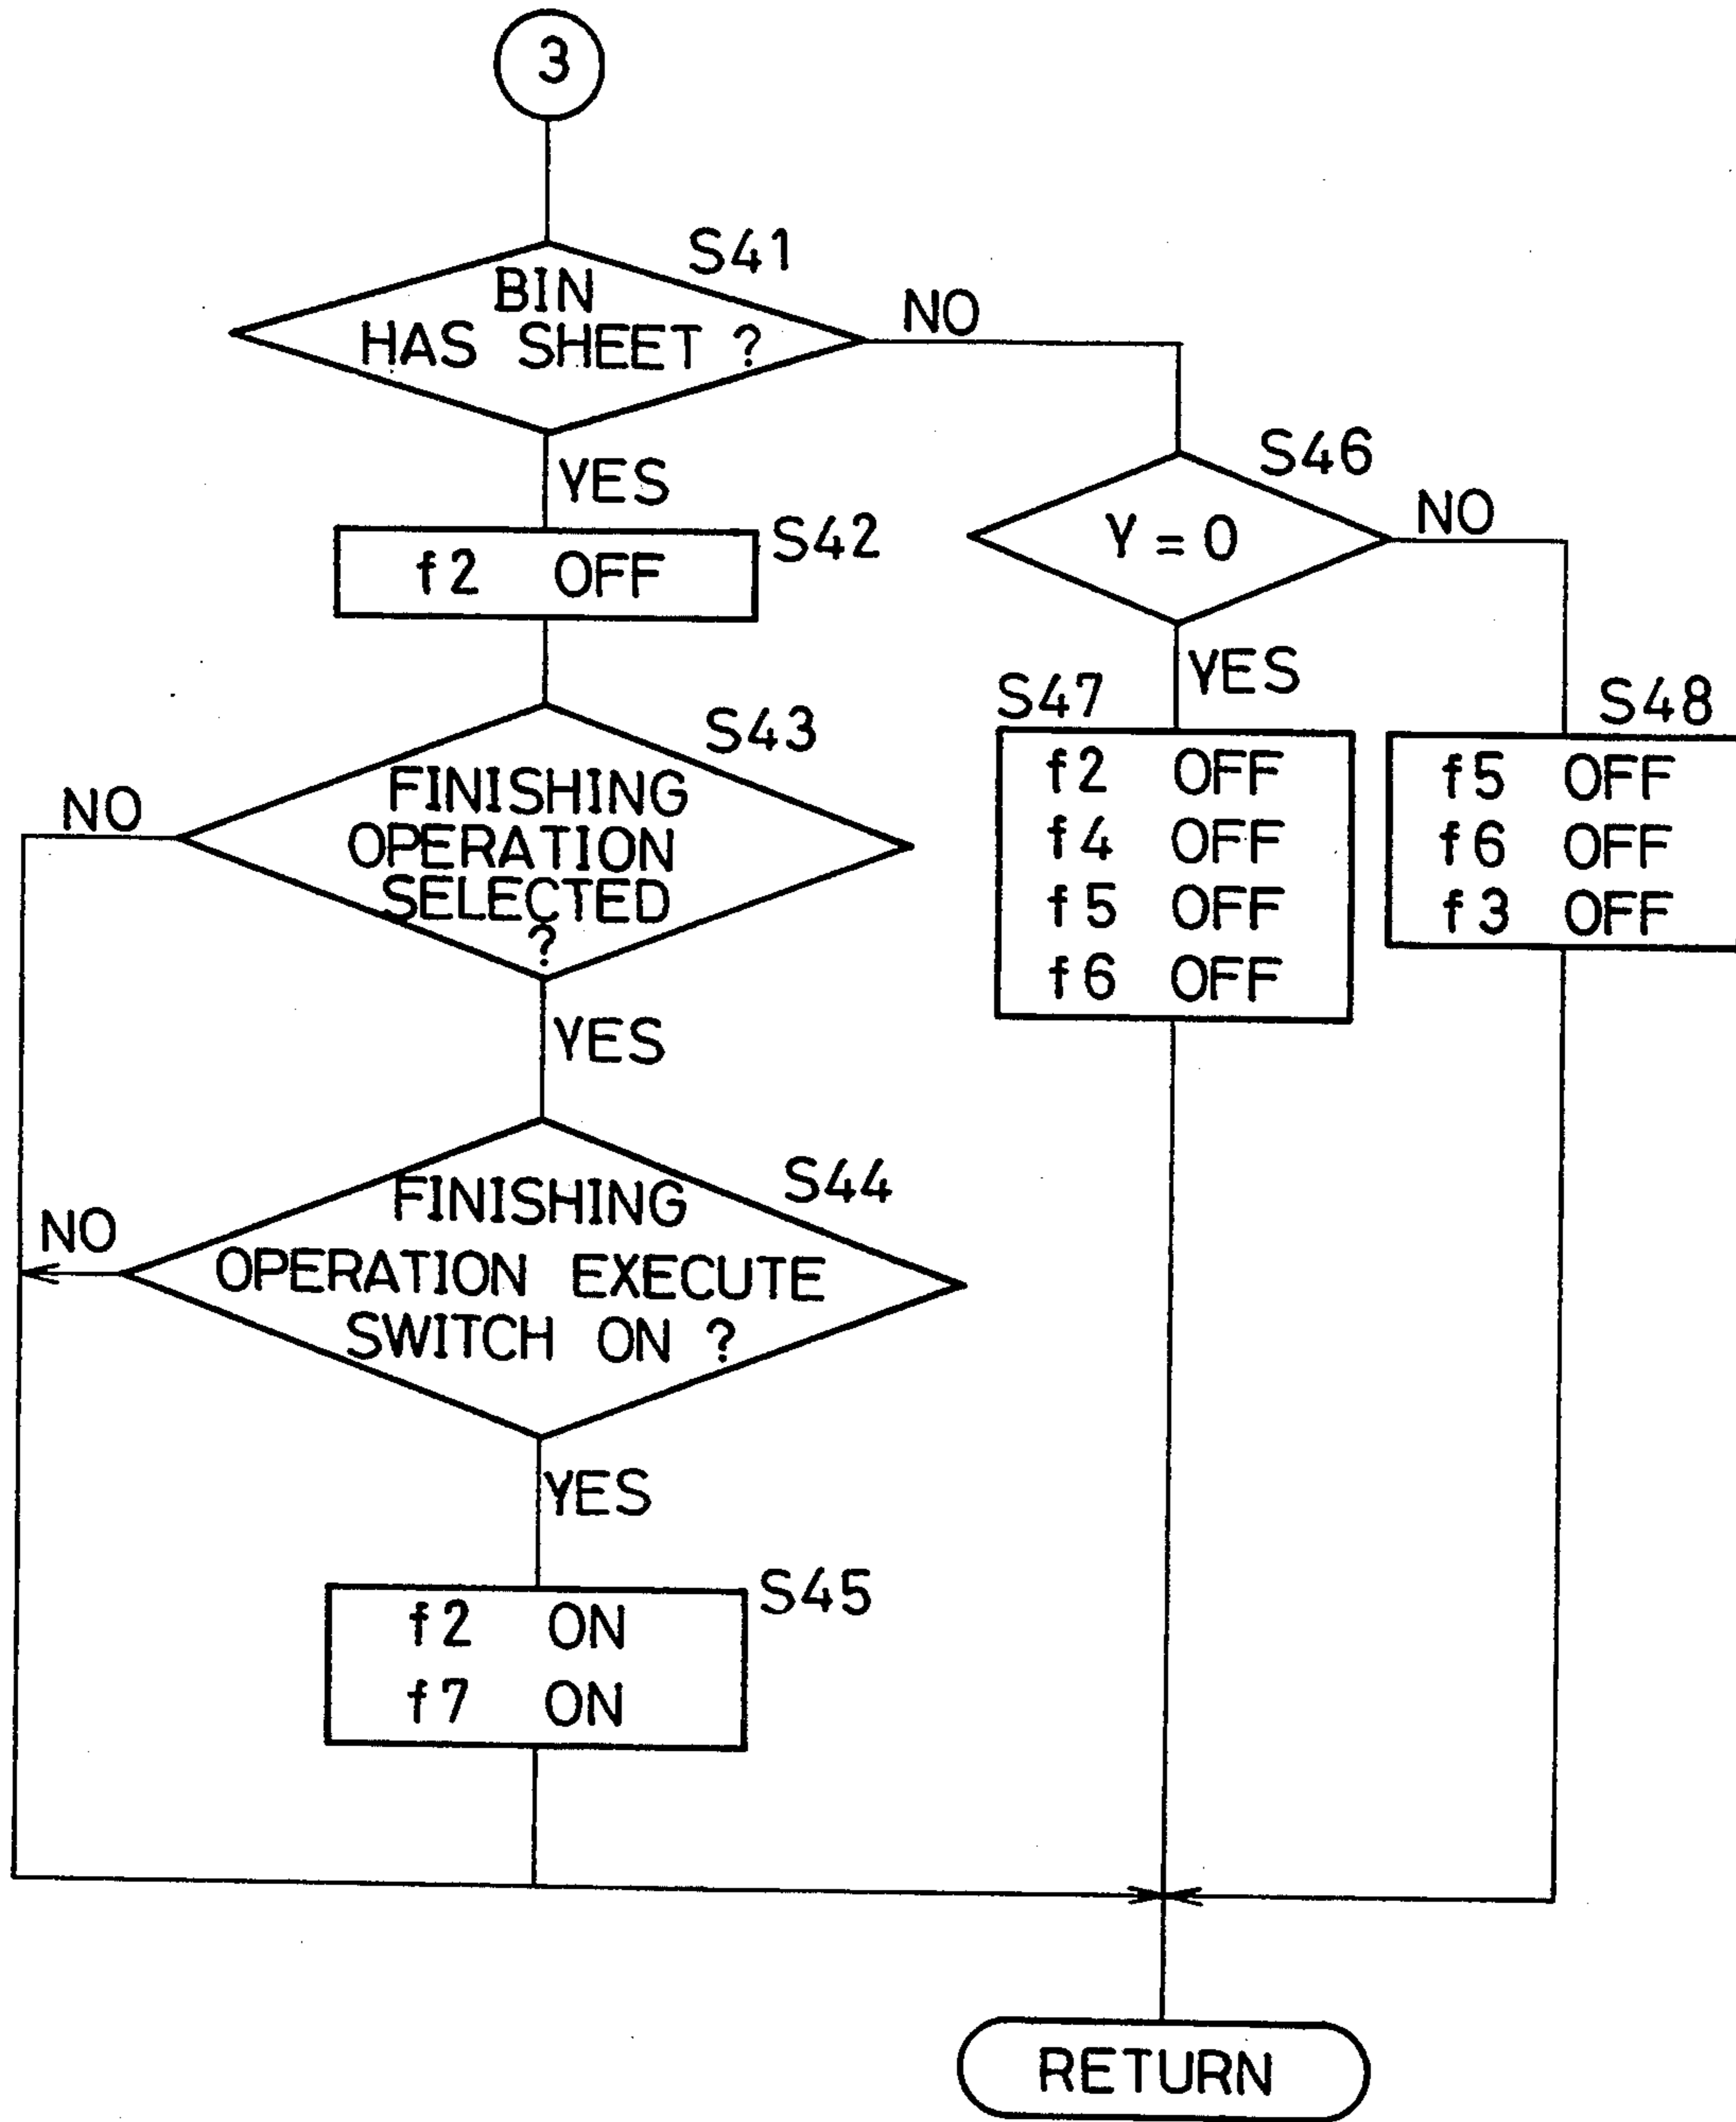 3
S41
BIN
HAS SHEET ?
NO
YES
S42
f2 OFF
S43
FINISHING
OPERATION
SELECTED
?
NO
YES
S44
FINISHING
OPERATION EXECUTE
SWITCH ON ?
NO
YES
S45
f2 ON
f7 ON
S46
Y = 0
NO
YES
S47
f2 OFF
f4 OFF
f5 OFF
f6 OFF
S48
f5 OFF
f6 OFF
f3 OFF
RETURN